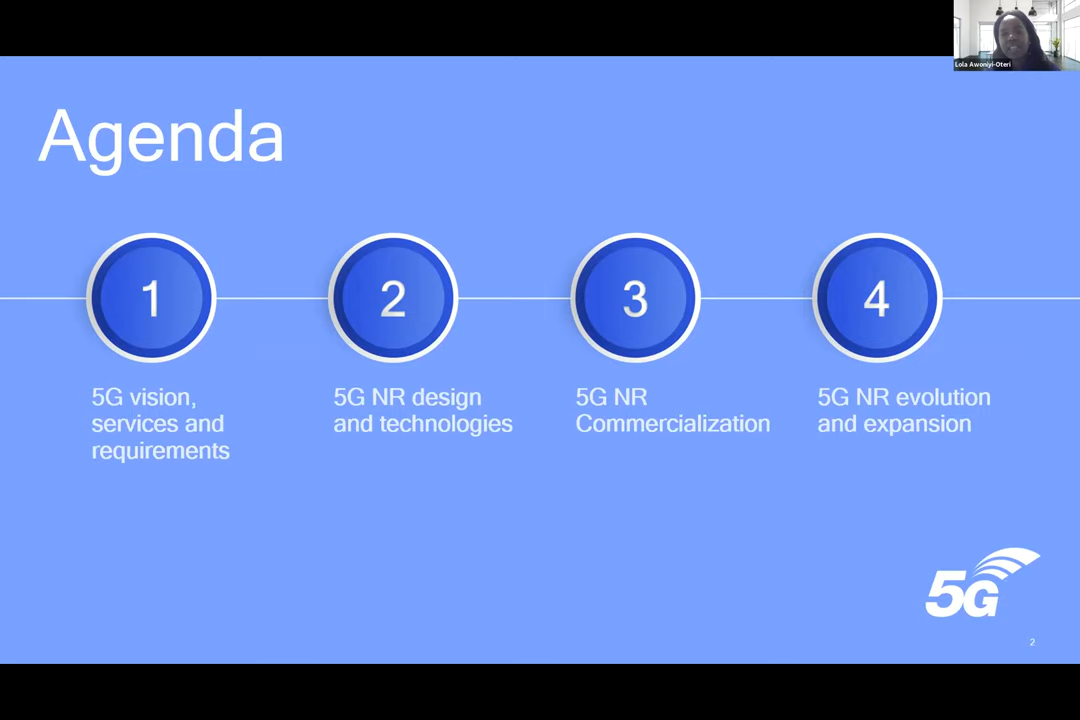 Lola Awoniyi-Oteri
Agenda
1
2
3
4
5G vision,
services and
requirements
5G NR design
and technologies
5G NR
Commercialization
5G NR evolution
and expansion
5G
2